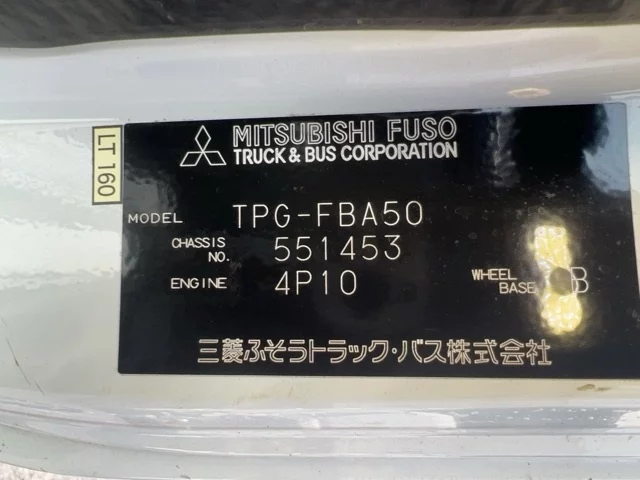 MITSUBISHI FUSO
TRUCK & BUS CORPORATION
LT 160
MODEL TPG-FBA50
CHASSIS NO. 551453
ENGINE 4P10
WHEEL BASE B
三菱ふそうトラック・バス株式会社